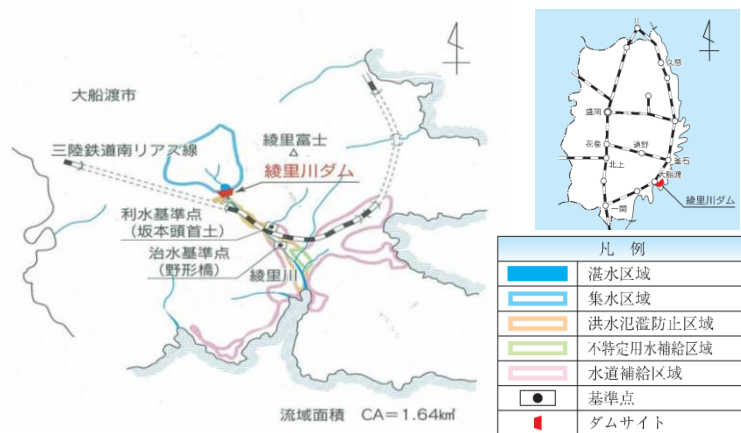 大船渡市
三陸鉄道南リアス線
綾里富士
綾里川ダム
利水基準点
(坂本頭首土)
治水基準点
(野形橋)
綾里川
流域面積 CA=1.64k㎡
久慈
盛岡
花巻
遠野
釜石
北上
大船渡
綾里川ダム
一関
凡 例
湛水区域
集水区域
洪水氾濫防止区域
不特定用水補給区域
水道補給区域
基準点
ダムサイト